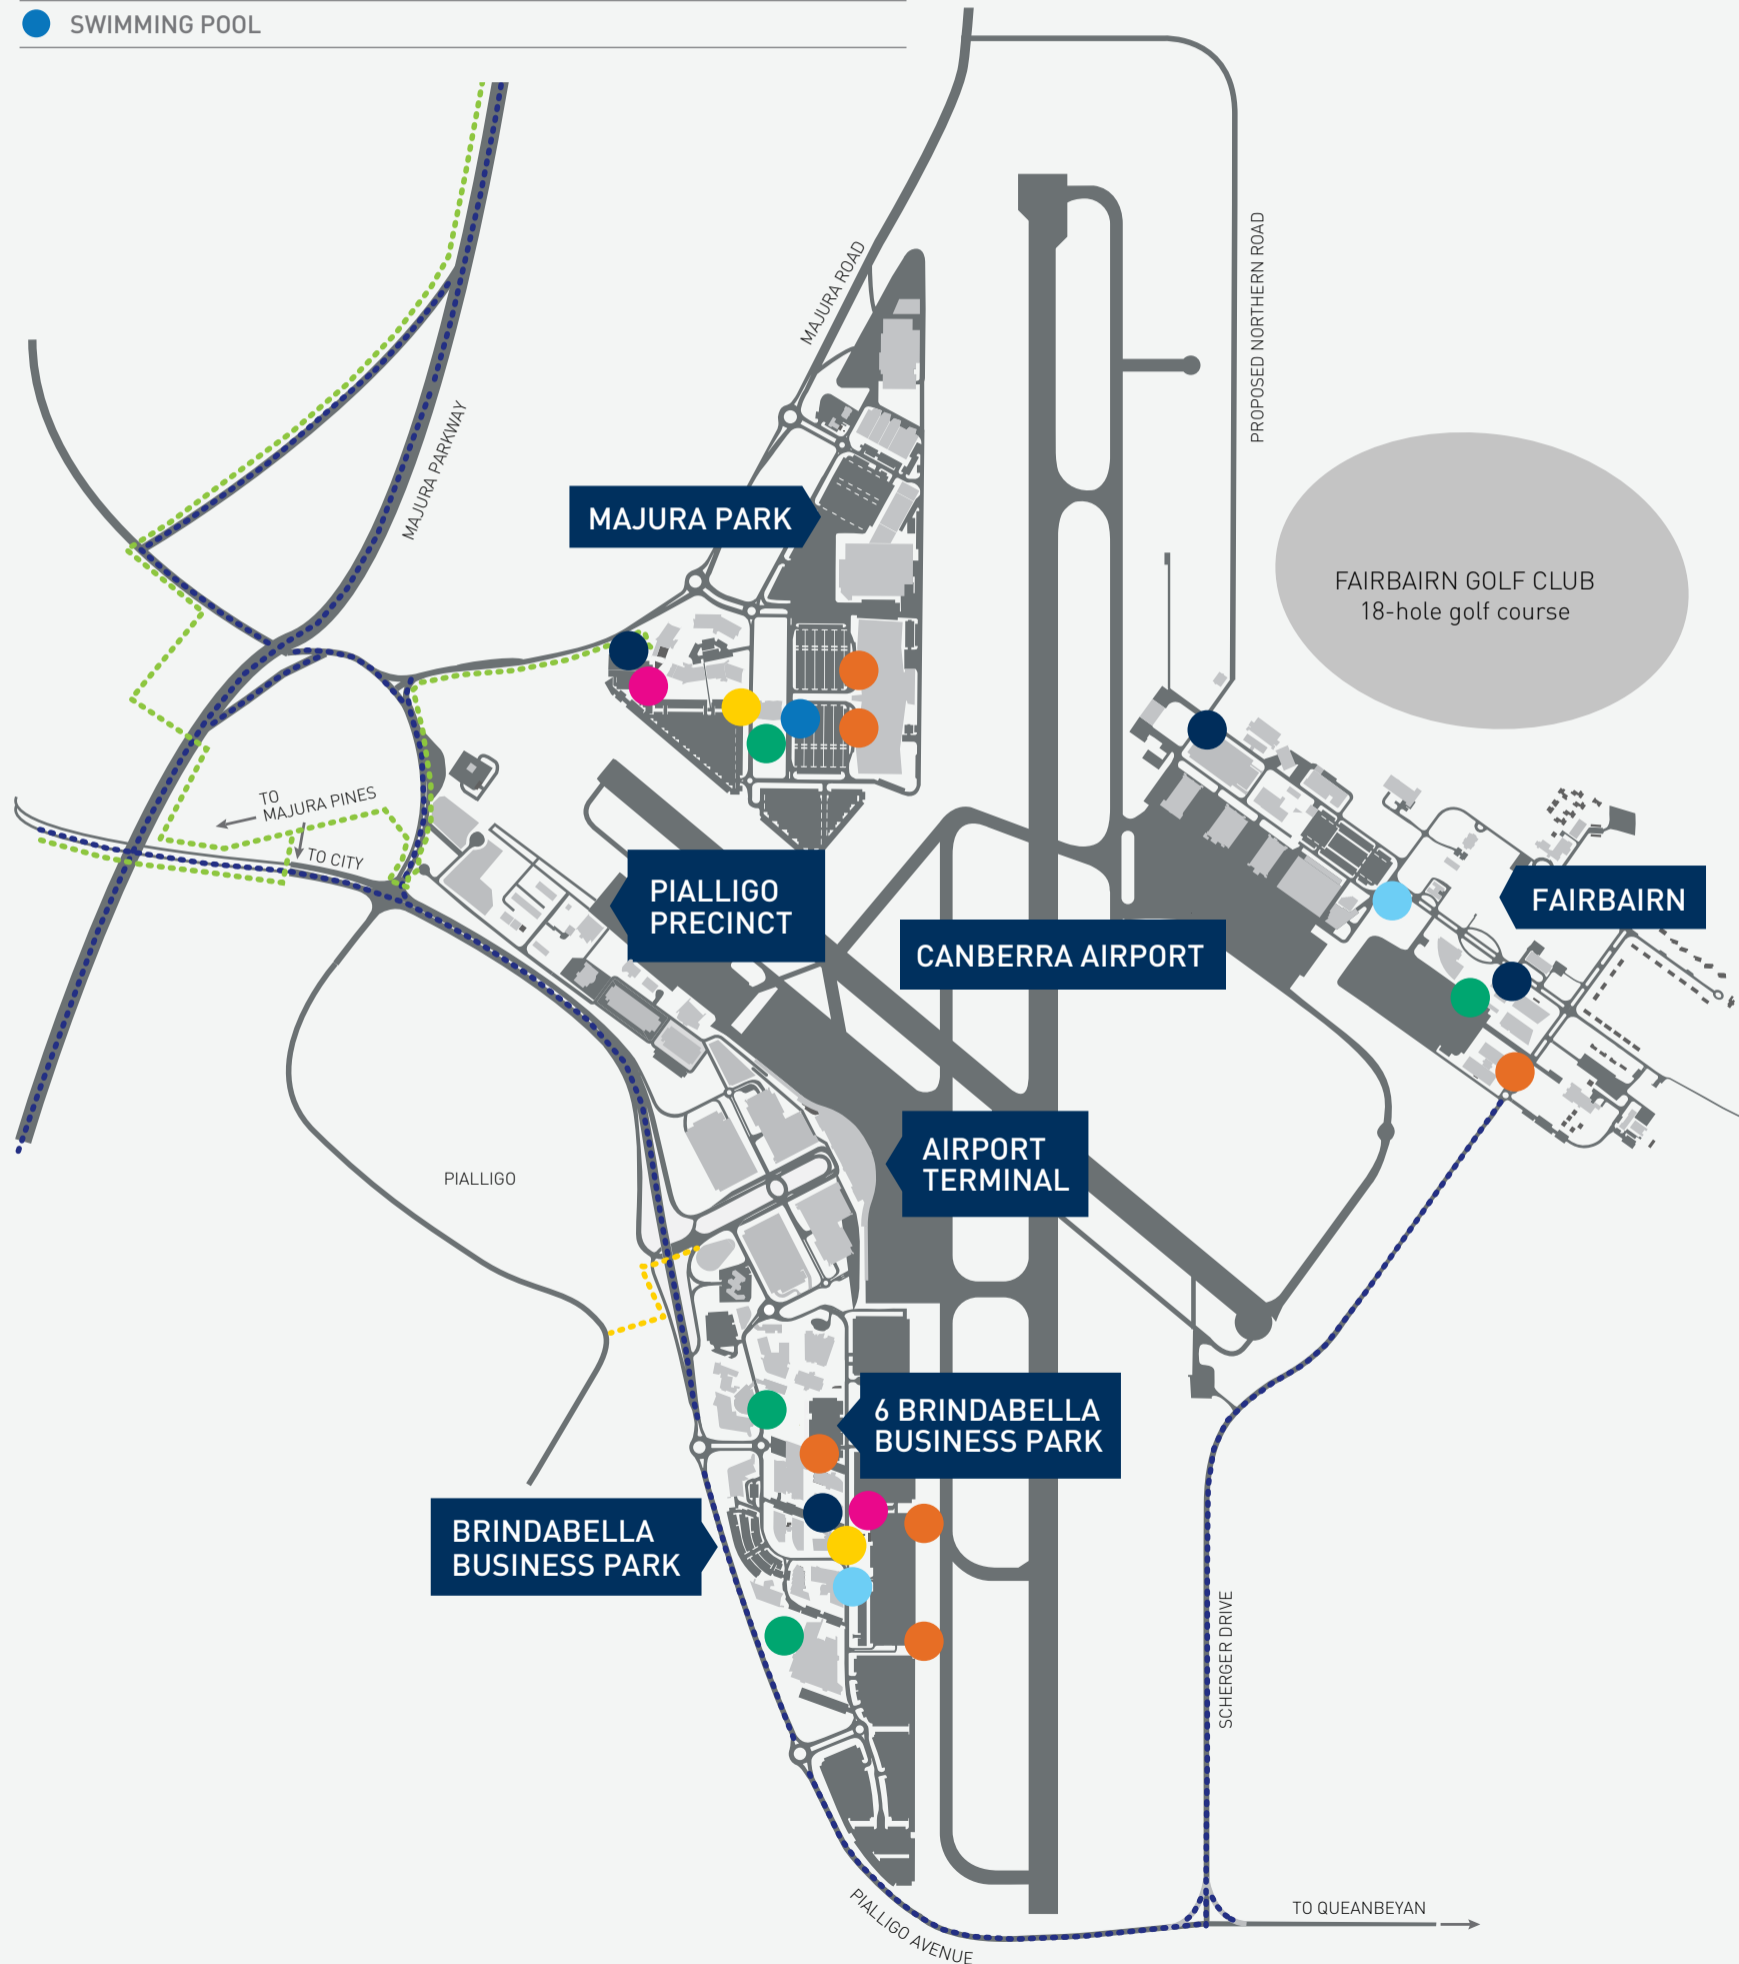 SWIMMING POOL
MAJURA ROAD
PROPOSED NORTHERN ROAD
MAJURA PARKWAY
MAJURA PARK
FAIRBAIRN GOLF CLUB
18-hole golf course
TO
MAJURA PINES
TO CITY
PIALLIGO
PRECINCT
FAIRBAIRN
CANBERRA AIRPORT
AIRPORT
TERMINAL
PIALLIGO
6 BRINDABELLA
BUSINESS PARK
BRINDABELLA
BUSINESS PARK
SCHERGER DRIVE
PIALLIGO AVENUE
TO QUEANBEYAN